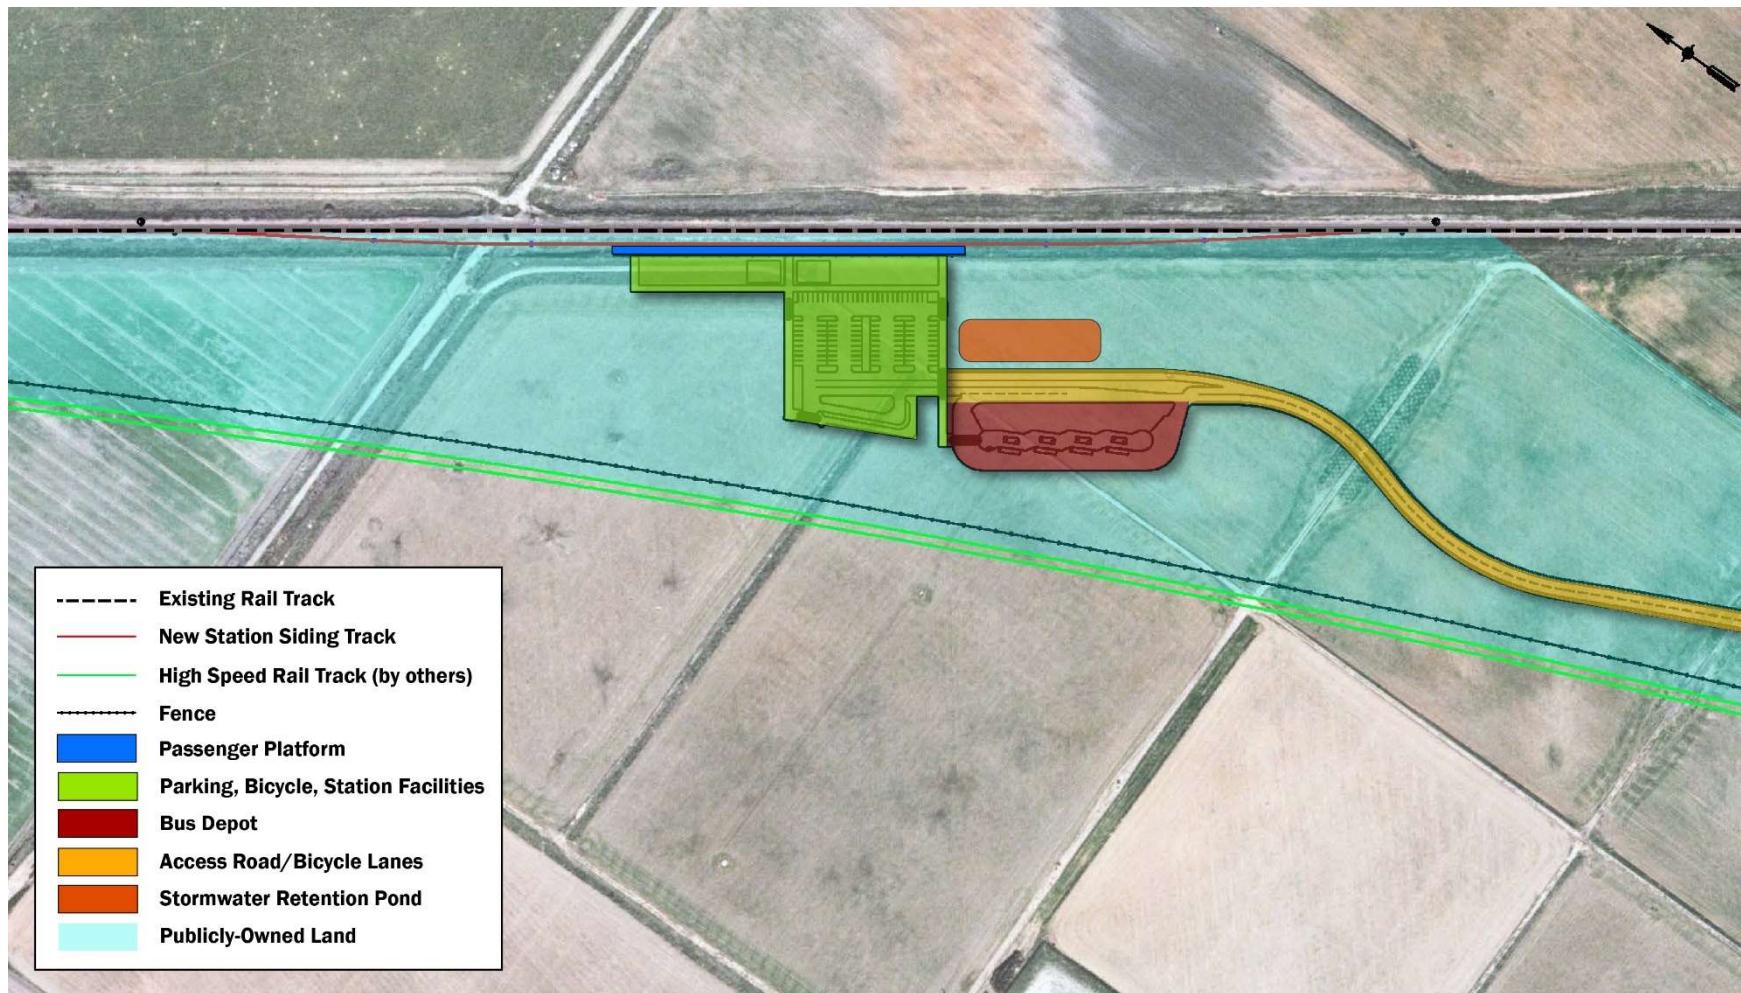 Existing Rail Track
New Station Siding Track
High Speed Rail Track (by others)
Fence
Passenger Platform
Parking, Bicycle, Station Facilities
Bus Depot
Access Road/Bicycle Lanes
Stormwater Retention Pond
Publicly-Owned Land